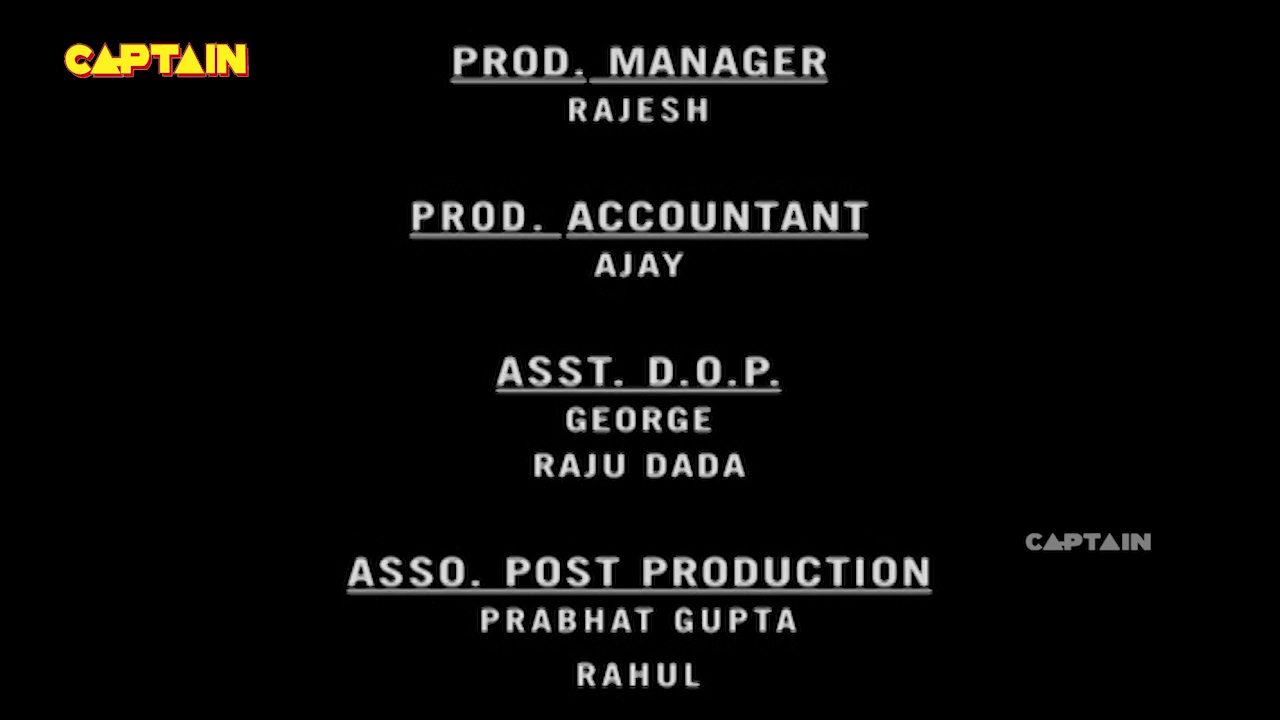 CAPTAIN
PROD. MANAGER
RAJESH
PROD. ACCOUNTANT
AJAY
ASST. D.O.P.
GEORGE
RAJU DADA
CAPTAIN
ASSO. POST PRODUCTION
PRABHAT GUPTA
RAHUL